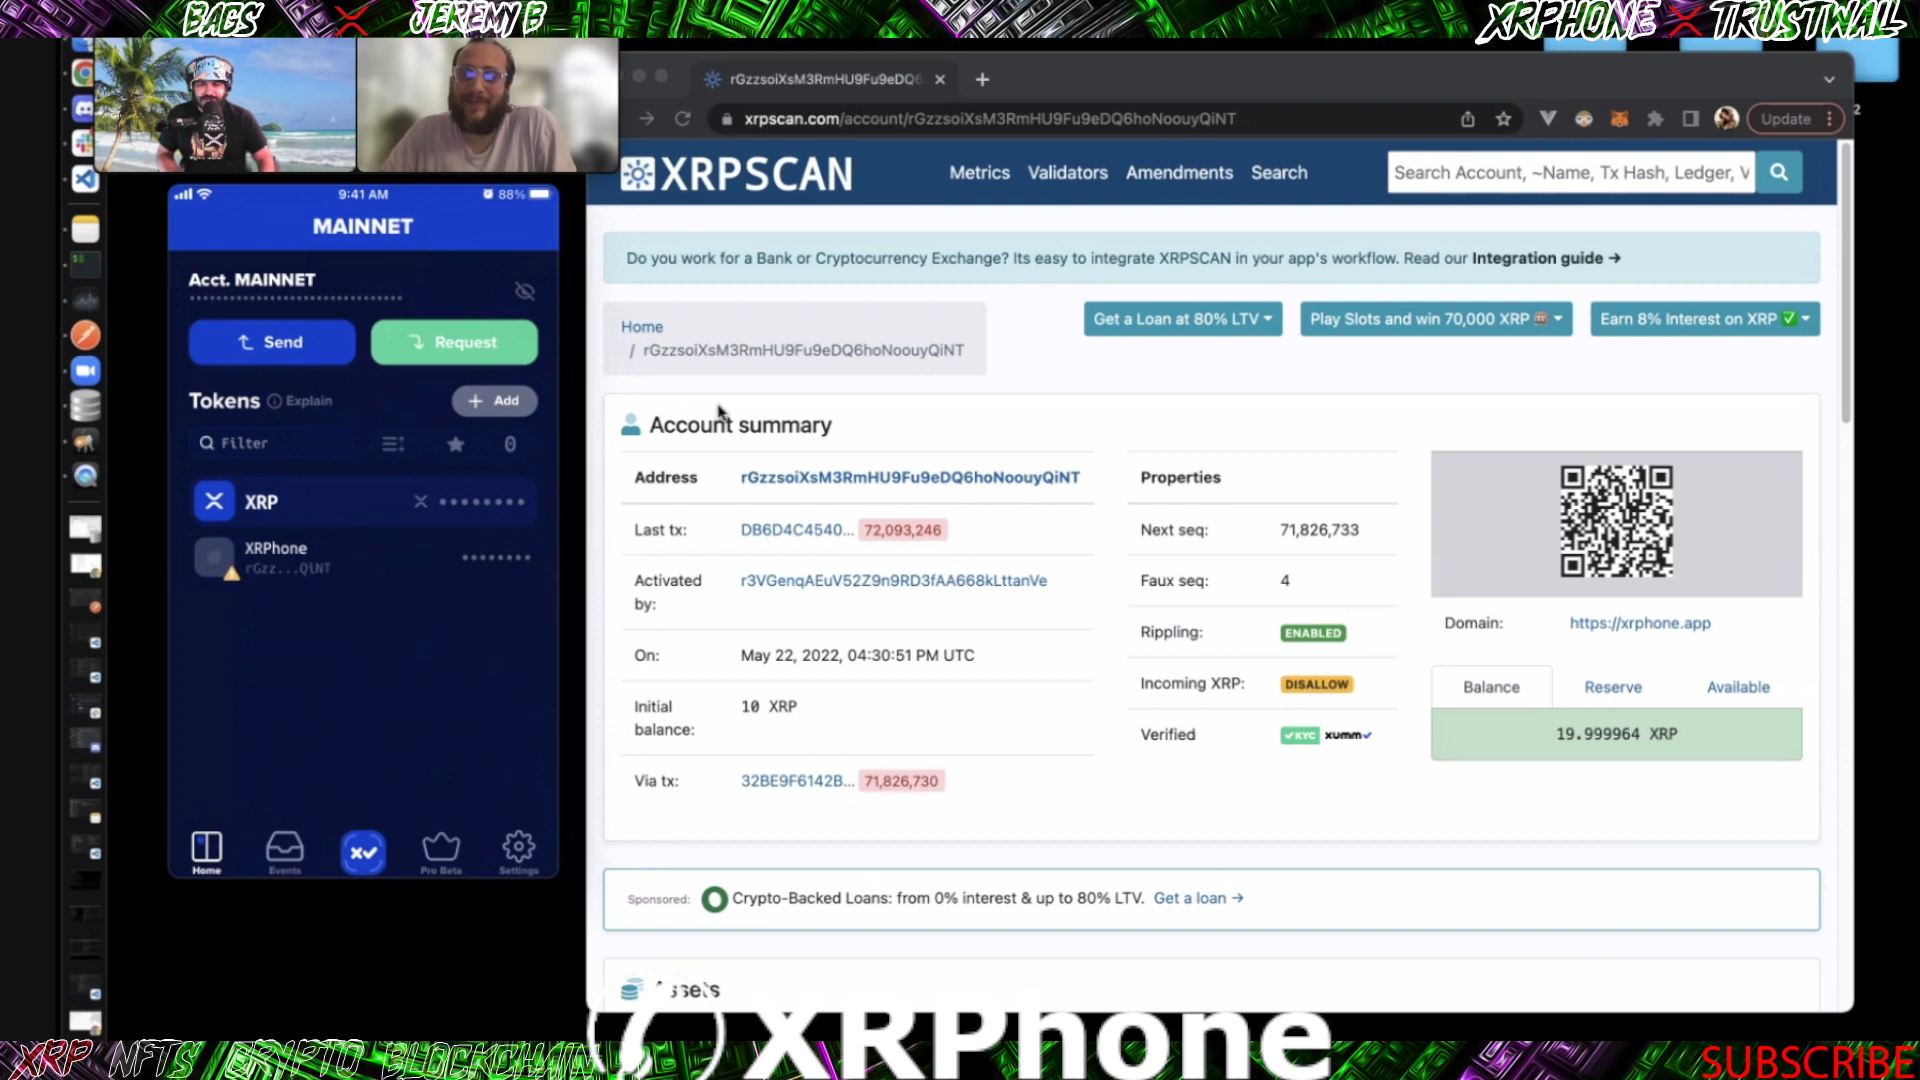 BAGS X JEREMY B
XRPHONE X TRUSTWAL
rGzzsoiXsM3RmHU9Fu9eDQ6
xrpscan.com/account/rGzzsoiXsM3RmHU9Fu9eDQ6hoNoouyQiNT
Update
2
9:41 AM
88%
MAINNET
Acct. MAINNET
Send
Request
Tokens Explain
Add
Filter
0
XRP
XRPhone
rGzz...QiNT
Home
Events
Pro Beta
Settings
XRPSCAN
Metrics Validators Amendments Search
Search Account, ~Name, Tx Hash, Ledger, V
Do you work for a Bank or Cryptocurrency Exchange? Its easy to integrate XRPSCAN in your app's workflow. Read our Integration guide →
Home
/ rGzzsoiXsM3RmHU9Fu9eDQ6hoNoouyQiNT
Get a Loan at 80% LTV
Play Slots and win 70,000 XRP 🎰
Earn 8% Interest on XRP ✅
Account summary
Address rGzzsoiXsM3RmHU9Fu9eDQ6hoNoouyQiNT
Last tx: DB6D4C4540... 72,093,246
Activated by: r3VGenqAEuV52Z9n9RD3fAA668kLttanVe
On: May 22, 2022, 04:30:51 PM UTC
Initial balance: 10 XRP
Via tx: 32BE9F6142B... 71,826,730
Properties
Next seq: 71,826,733
Faux seq: 4
Rippling: ENABLED
Incoming XRP: DISALLOW
Verified ✓KYC xumm✓
Domain: https://xrphone.app
Balance Reserve Available
19.999964 XRP
Sponsored: Crypto-Backed Loans: from 0% interest & up to 80% LTV. Get a loan →
Assets
XRPhone
XRP NFTS CRYPTO BLOCKCHAIN
SUBSCRIBE